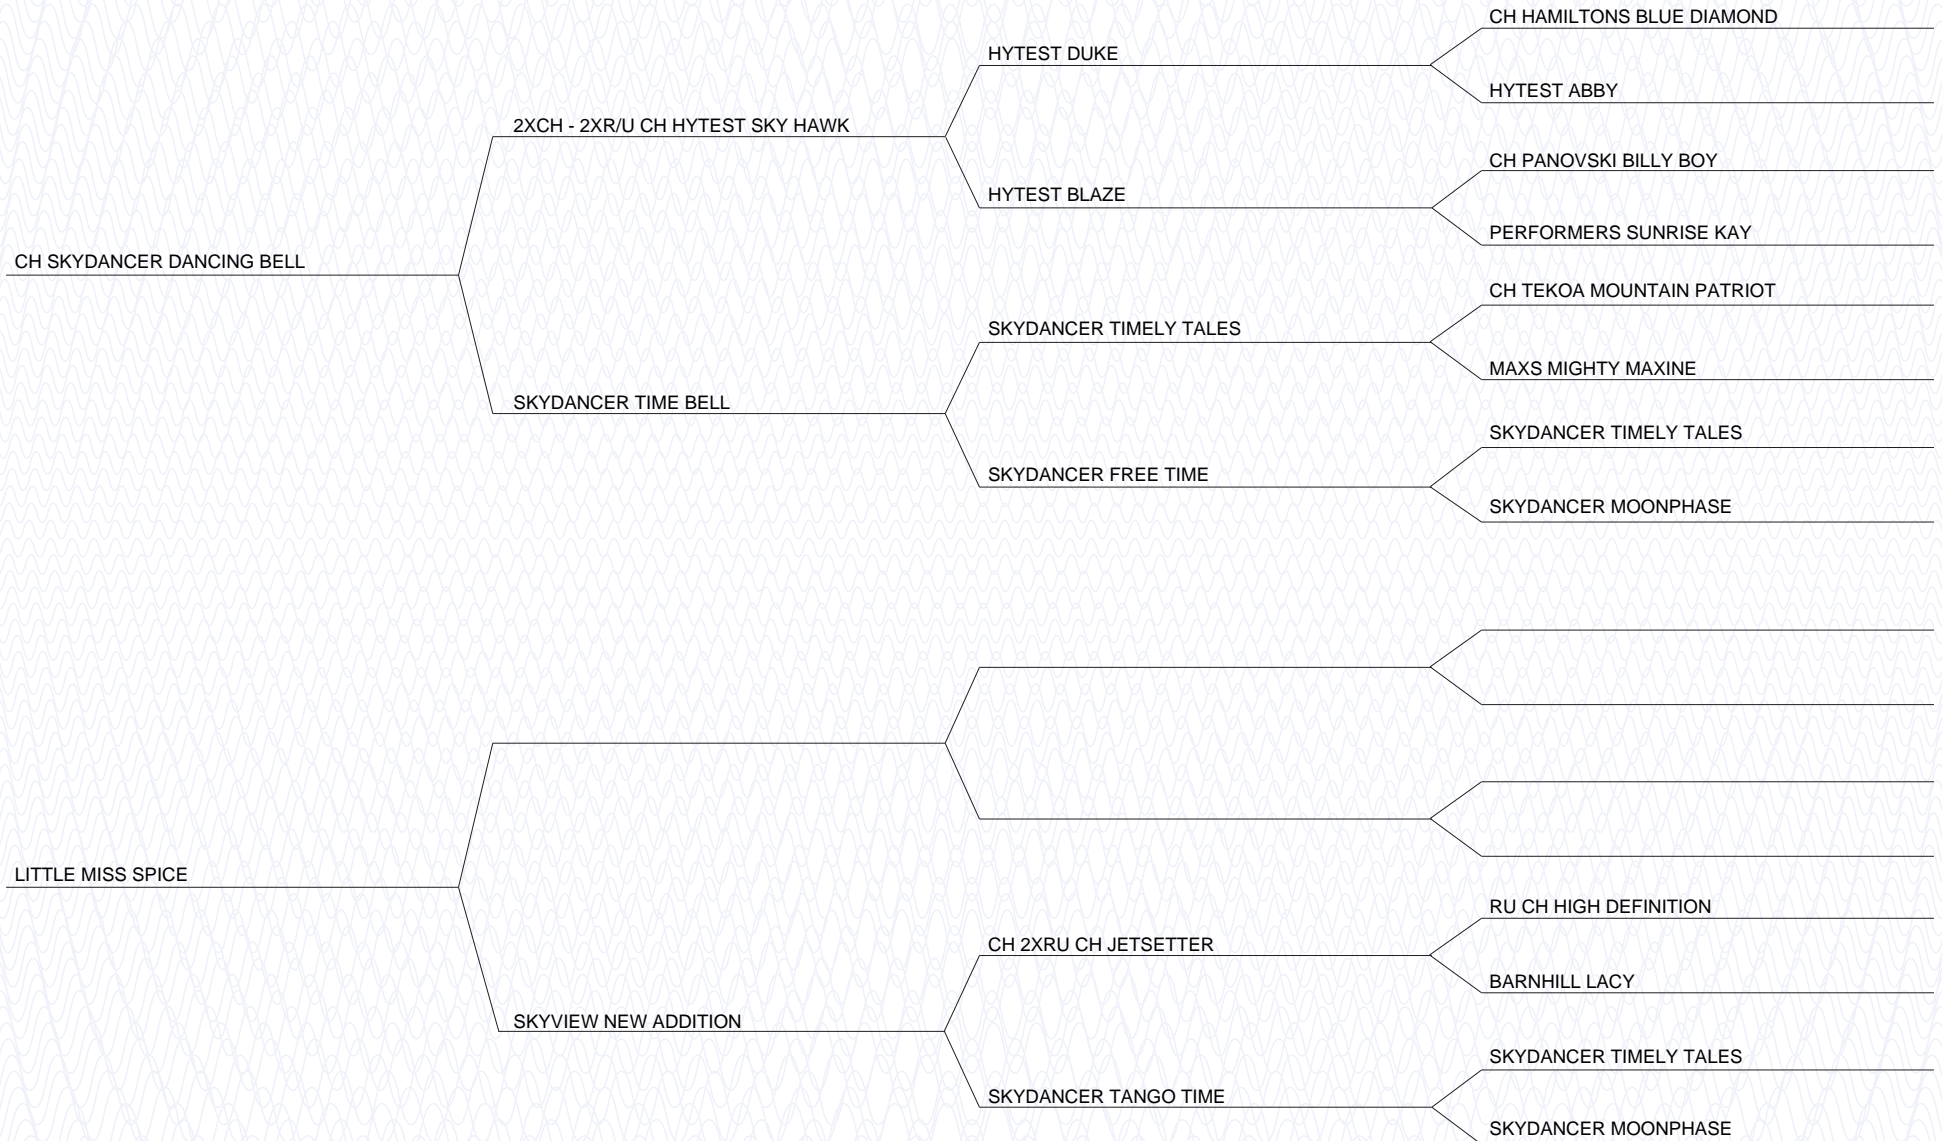 CH HAMILTONS BLUE DIAMOND
HYTEST DUKE
HYTEST ABBY
2XCH - 2XR/U CH HYTEST SKY HAWK
CH PANOVSKI BILLY BOY
HYTEST BLAZE
PERFORMERS SUNRISE KAY
CH SKYDANCER DANCING BELL
CH TEKOA MOUNTAIN PATRIOT
SKYDANCER TIMELY TALES
MAXS MIGHTY MAXINE
SKYDANCER TIME BELL
SKYDANCER TIMELY TALES
SKYDANCER FREE TIME
SKYDANCER MOONPHASE
LITTLE MISS SPICE
RU CH HIGH DEFINITION
CH 2XRU CH JETSETTER
BARNHILL LACY
SKYVIEW NEW ADDITION
SKYDANCER TIMELY TALES
SKYDANCER TANGO TIME
SKYDANCER MOONPHASE